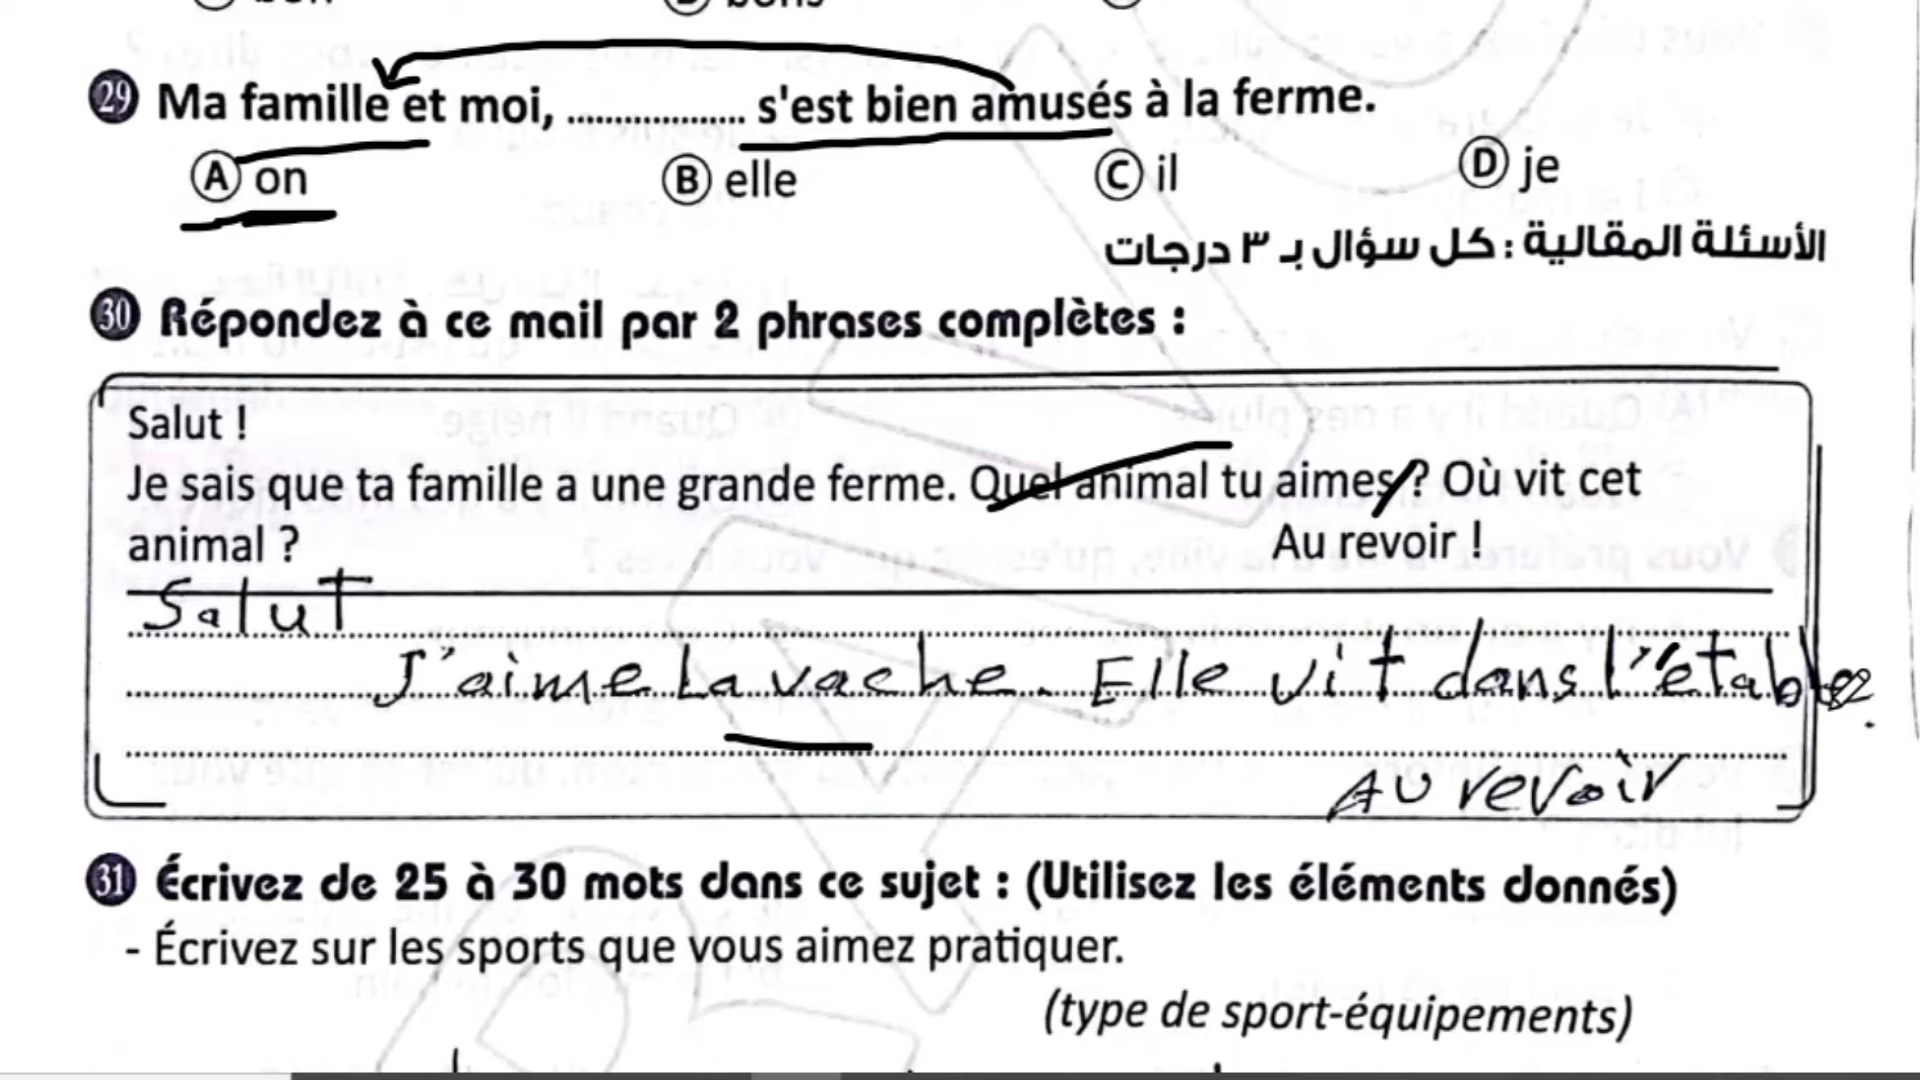 29 Ma famille et moi, .................. s'est bien amusés à la ferme.
A on B elle C il D je
الأسئلة المقالية : كل سؤال بـ ٣ درجات
30 Répondez à ce mail par 2 phrases complètes :
Salut !
Je sais que ta famille a une grande ferme. Quel animal tu aimes ? Où vit cet
animal ?
Au revoir !
Salut
J'aime La vache. Elle vit dans l'étable.
AU revoir
31 Écrivez de 25 à 30 mots dans ce sujet : (Utilisez les éléments donnés)
- Écrivez sur les sports que vous aimez pratiquer.
(type de sport-équipements)